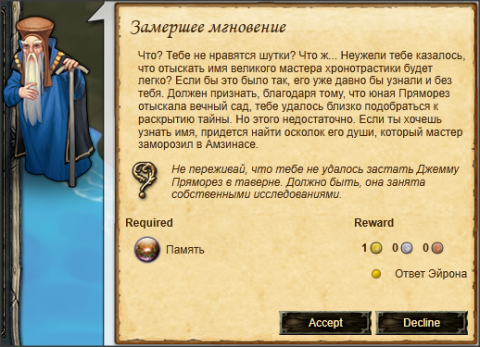 Замершее мгновение
Что? Тебе не нравятся шутки? Что ж... Неужели тебе казалось,
что отыскать имя великого мастера хронотрастики будет
легко? Если бы это было так, его уже давно бы узнали и без
тебя. Должен признать, благодаря тому, что юная Пряморез
отыскала вечный сад, тебе удалось близко подобраться к
раскрытию тайны. Но этого недостаточно. Если ты хочешь
узнать имя, придется найти осколок его души, который мастер
заморозил в Амзинасе.
Не переживай, что тебе не удалось застать Джемму
Пряморез в таверне. Должно быть, она занята
собственными исследованиями.
Required
Reward
Память
1 0 0
Ответ Эйрона
Accept
Decline